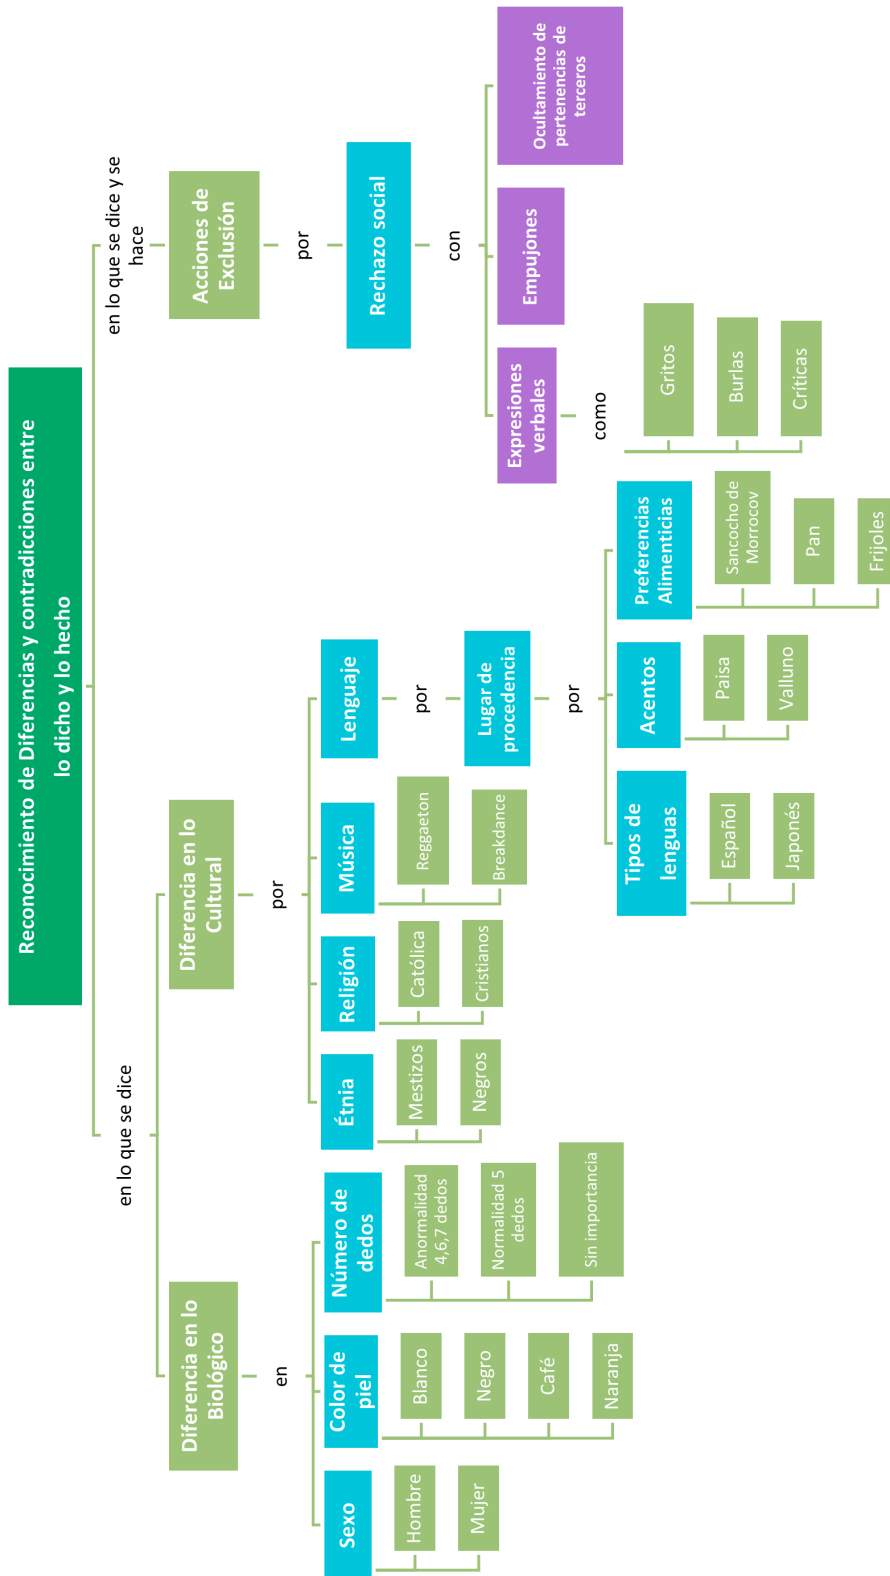 Reconocimiento de Diferencias y contradicciones entre
lo dicho y lo hecho
en lo que se dice
en lo que se dice y se
hace
Diferencia en lo
Biológico
Diferencia en lo
Cultural
Acciones de
Exclusión
en
por
por
Sexo
Color de
piel
Número de
dedos
Étnia
Religión
Música
Lenguaje
Rechazo social
Hombre
Mujer
Blanco
Negro
Café
Naranja
Anormalidad
4,6,7 dedos
Normalidad 5
dedos
Sin importancia
Mestizos
Negros
Católica
Cristianos
Reggaeton
Breakdance
por
Lugar de
procedencia
por
Tipos de
lenguas
Español
Japonés
Acentos
Paisa
Valluno
Preferencias
Alimenticias
Sancocho de
Morrocoy
Pan
Frijoles
con
Expresiones
verbales
Empujones
Ocultamiento de
pertenencias de
terceros
como
Gritos
Burlas
Críticas